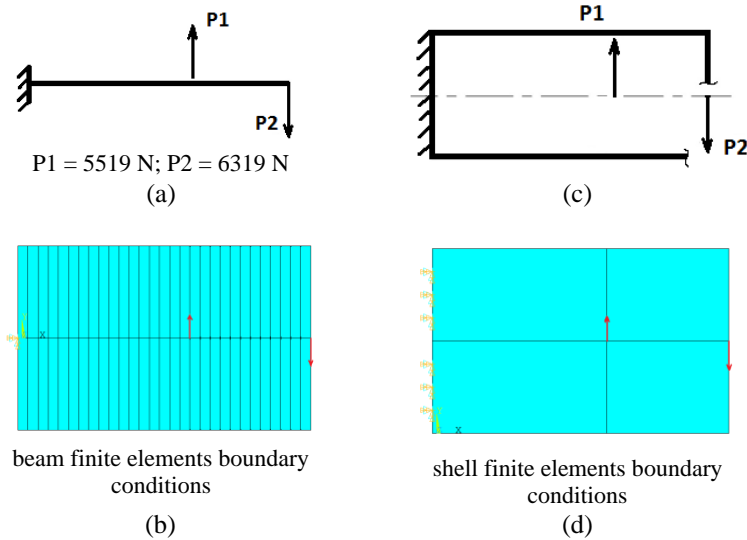 P1
P2
P1 = 5519 N; P2 = 6319 N
(a)
P1
P2
(c)
X
beam finite elements boundary
conditions
(b)
X
shell finite elements boundary
conditions
(d)